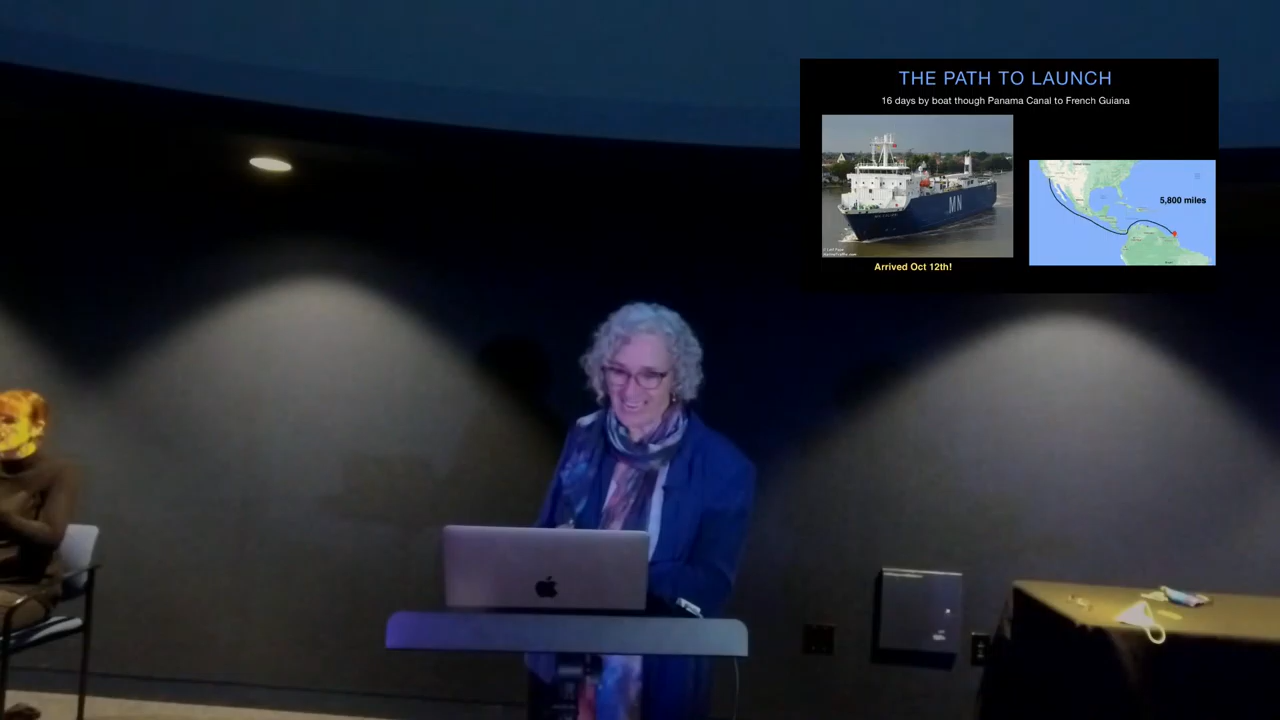 THE PATH TO LAUNCH
16 days by boat though Panama Canal to French Guiana
MN
5,800 miles
Arrived Oct 12th!